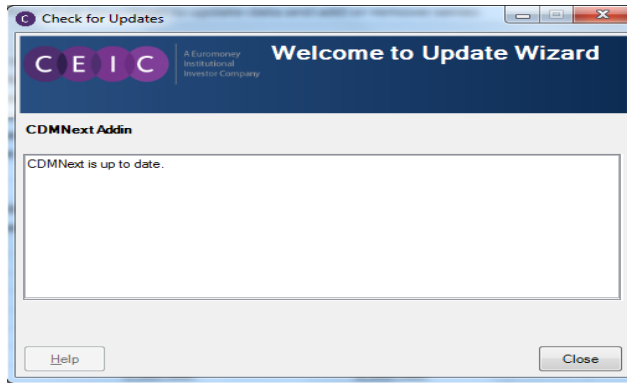 C Check for Updates
CEIC
A Euromoney
Institutional
Investor Company
Welcome to Update Wizard
CDMNext Addin
CDMNext is up to date.
Help
Close